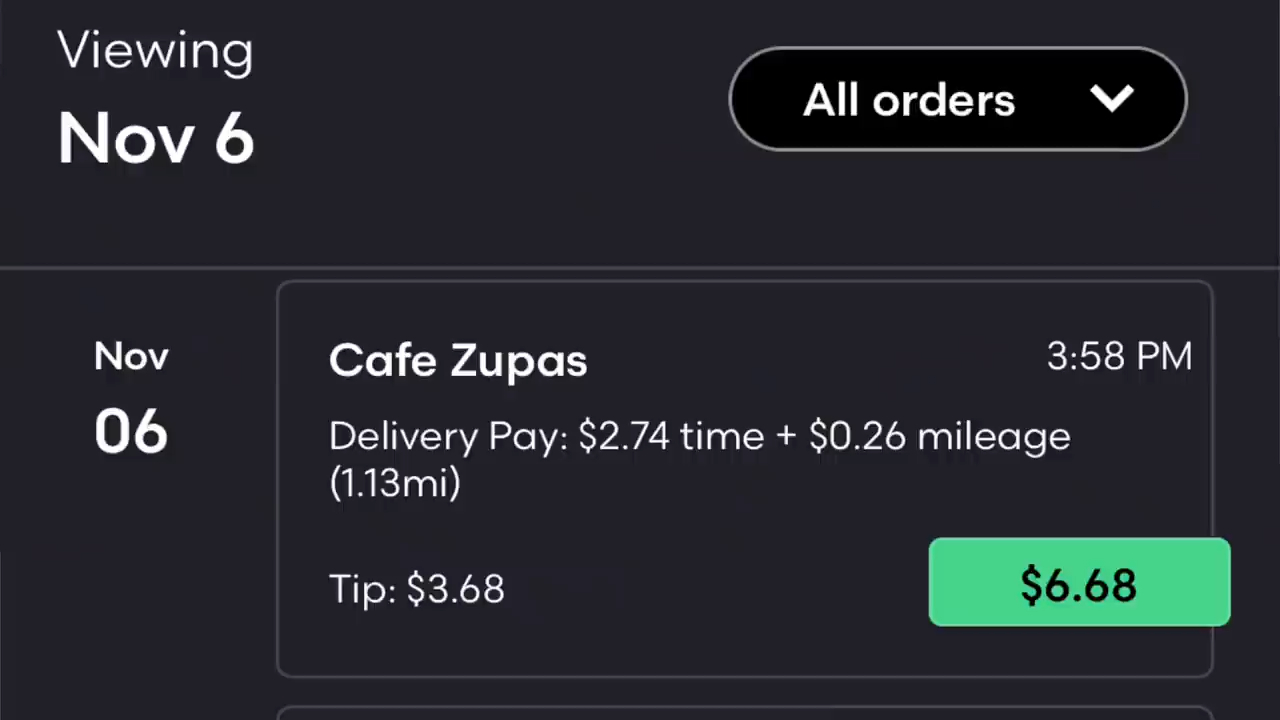 Viewing
Nov 6
All orders
Nov
06
Cafe Zupas
3:58 PM
Delivery Pay: $2.74 time + $0.26 mileage
(1.13mi)
Tip: $3.68
$6.68